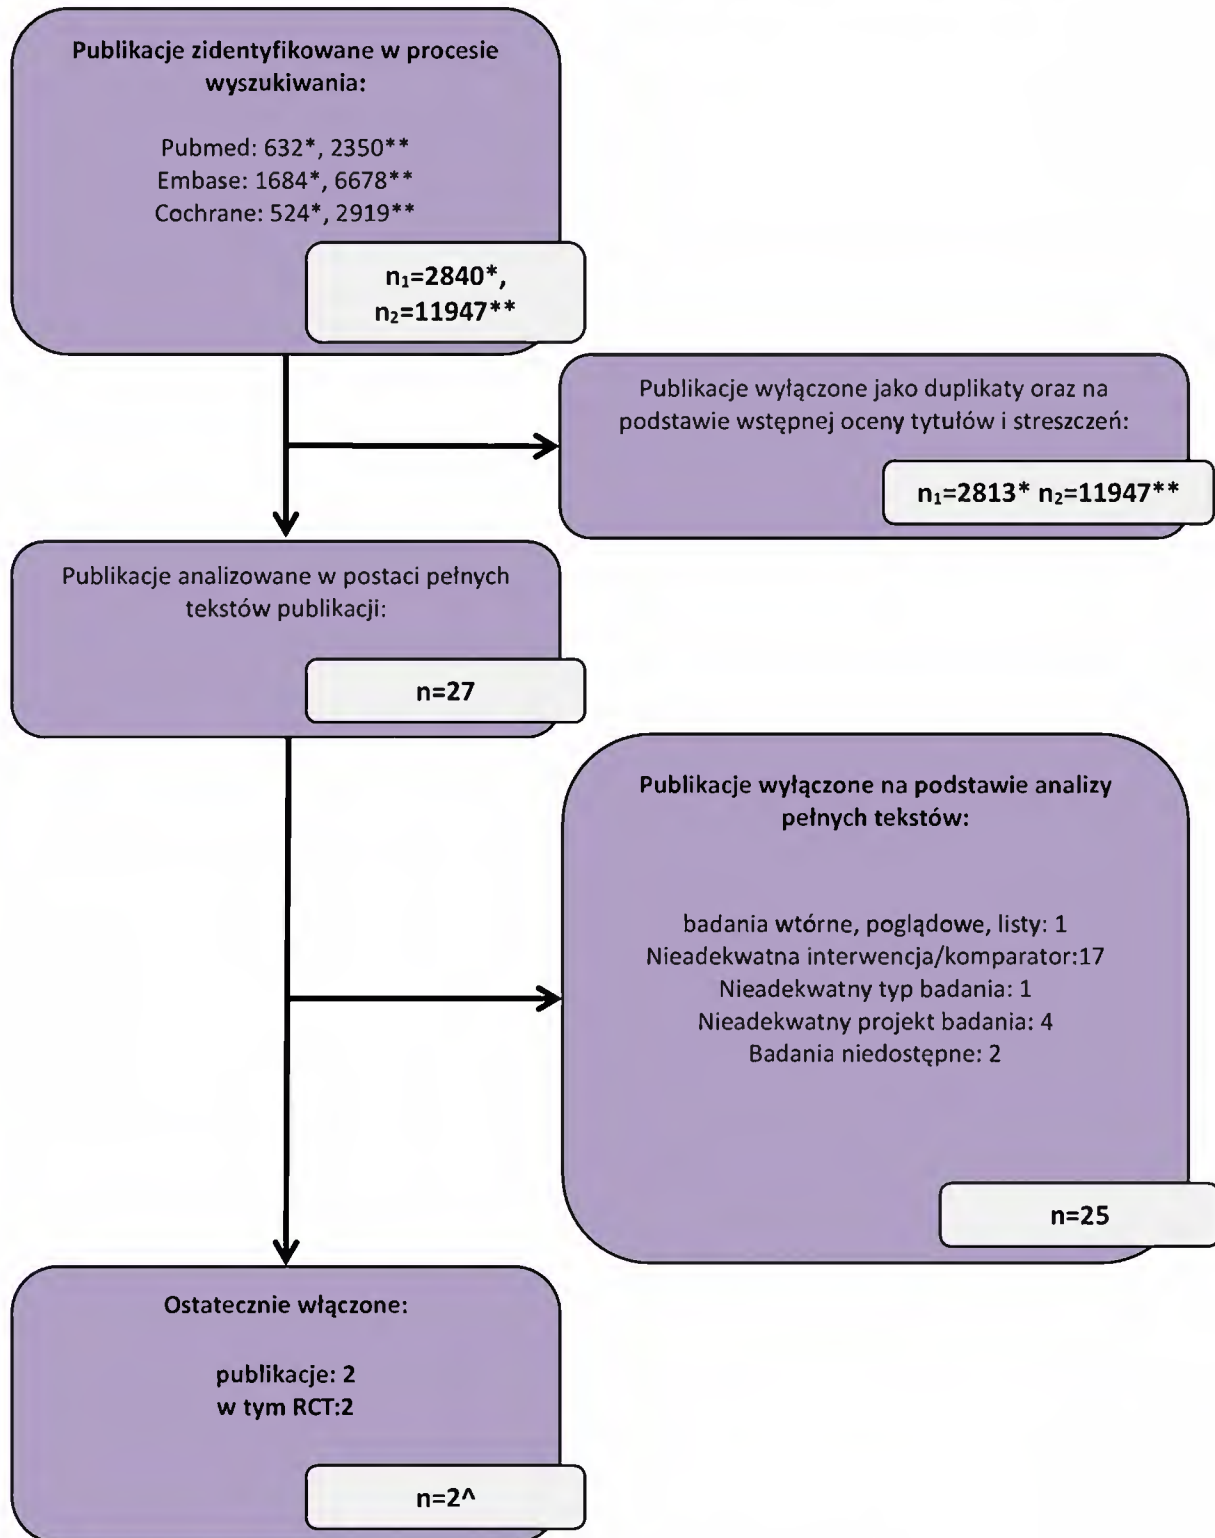 Publikacje zidentyfikowane w procesie
wyszukiwania:
Pubmed: 632*, 2350**
Embase: 1684*, 6678**
Cochrane: 524*, 2919**
n₁=2840*,
n₂=11947**
Publikacje wyłączone jako duplikaty oraz na
podstawie wstępnej oceny tytułów i streszczeń:
n₁=2813* n₂=11947**
Publikacje analizowane w postaci pełnych
tekstów publikacji:
n=27
Publikacje wyłączone na podstawie analizy
pełnych tekstów:
badania wtórne, poglądowe, listy: 1
Nieadekwatna interwencja/komparator:17
Nieadekwatny typ badania: 1
Nieadekwatny projekt badania: 4
Badania niedostępne: 2
n=25
Ostatecznie włączone:
publikacje: 2
w tym RCT:2
n=2^